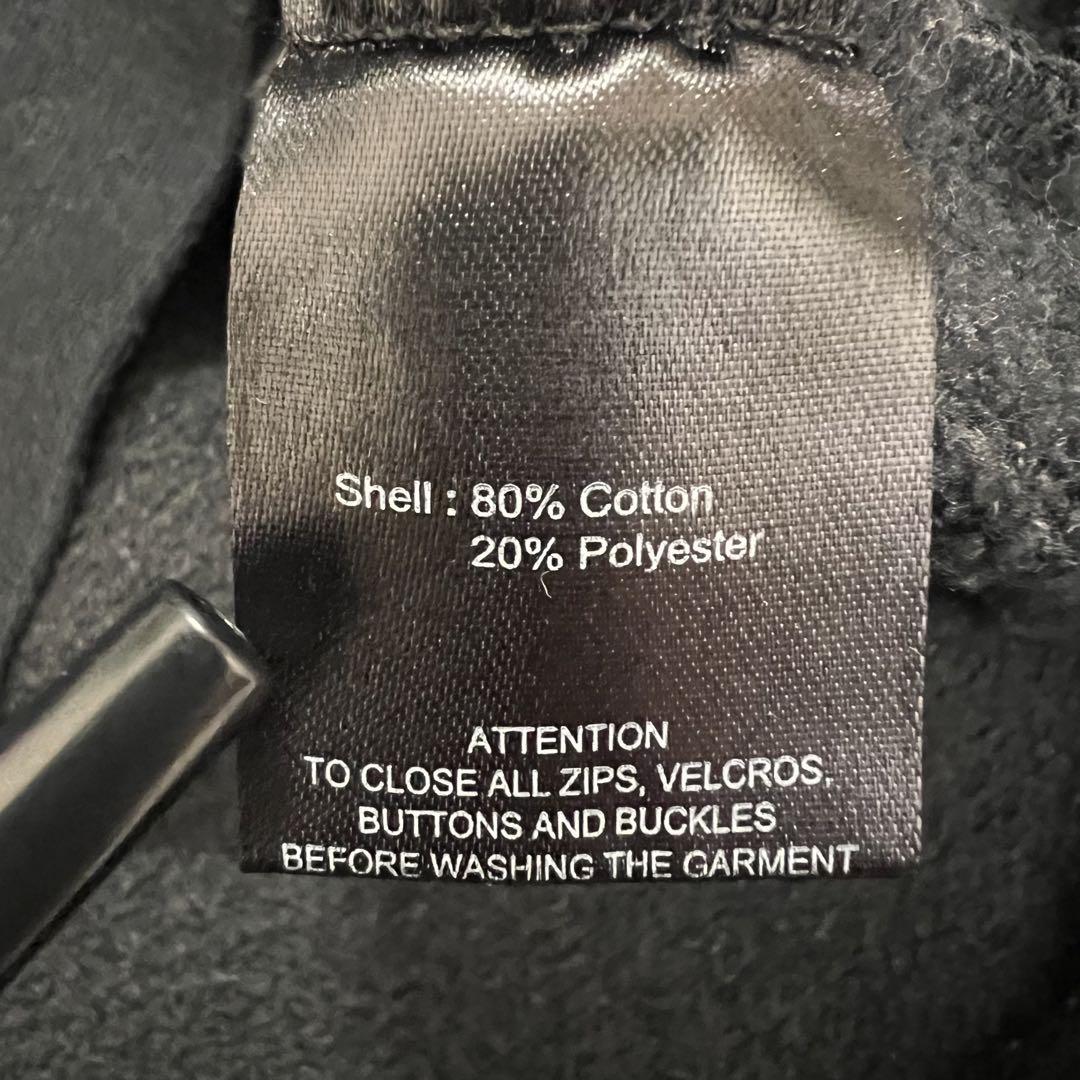 Shell : 80% Cotton
20% Polyester
ATTENTION
TO CLOSE ALL ZIPS, VELCROS,
BUTTONS AND BUCKLES
BEFORE WASHING THE GARMENT